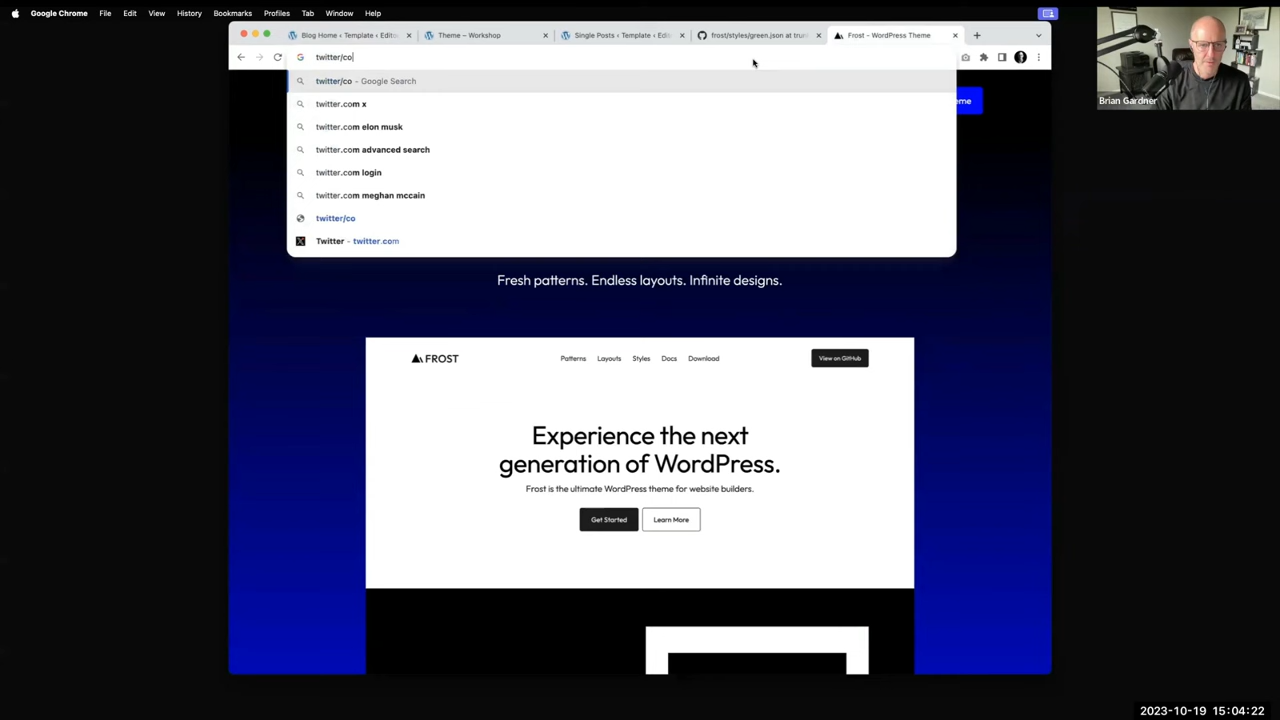 Google Chrome File Edit View History Bookmarks Profiles Tab Window Help
Blog Home ‹ Template ‹ Editor
Theme – Workshop
Single Posts ‹ Template ‹ Edit
frost/styles/green.json at trun
Frost - WordPress Theme
twitter/co
twitter/co - Google Search
twitter.com x
twitter.com elon musk
twitter.com advanced search
twitter.com login
twitter.com meghan mccain
twitter/co
Twitter - twitter.com
Brian Gardner
Fresh patterns. Endless layouts. Infinite designs.
FROST Patterns Layouts Styles Docs Download View on GitHub
Experience the next
generation of WordPress.
Frost is the ultimate WordPress theme for website builders.
Get Started Learn More
2023-10-19 15:04:22